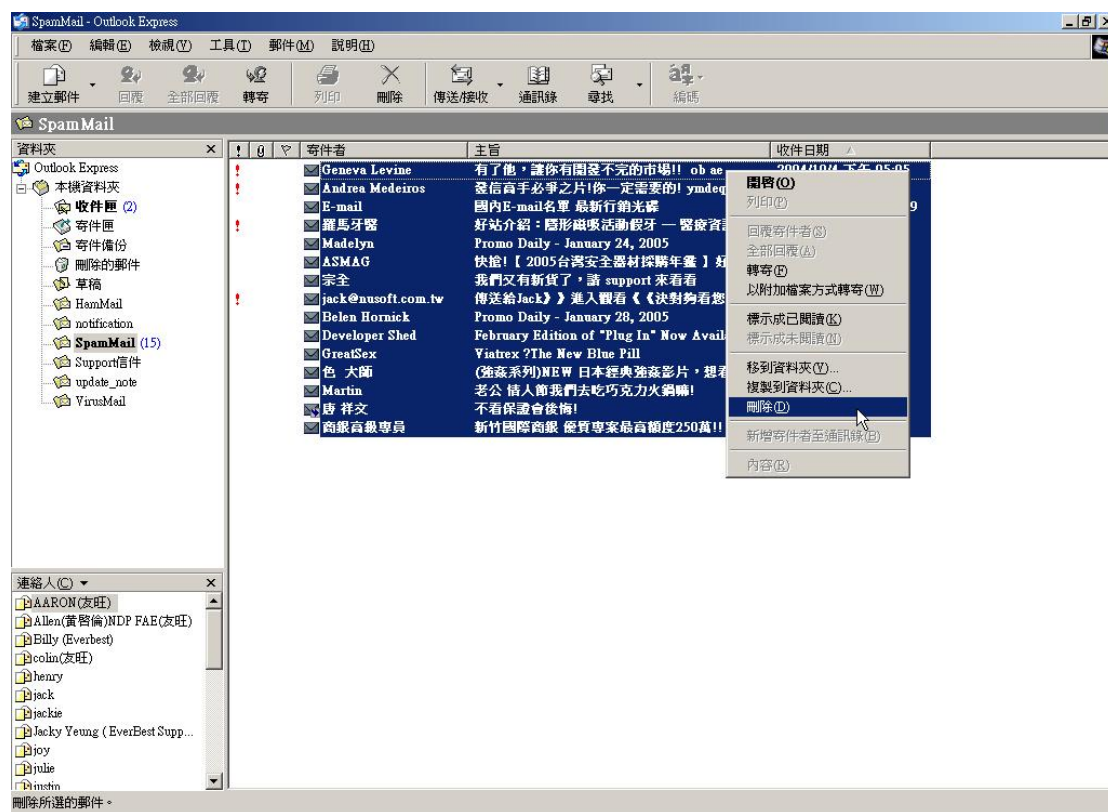 SpamMail - Outlook Express
檔案(F) 編輯(E) 檢視(V) 工具(T) 郵件(M) 說明(H)
建立郵件 回覆 全部回覆 轉寄 列印 刪除 傳送/接收 通訊錄 尋找 編碼
SpamMail
資料夾
Outlook Express
本機資料夾
收件匣 (2)
寄件匣
寄件備份
刪除的郵件
草稿
HamMail
notification
SpamMail (15)
Support信件
update_note
VirusMail
寄件者 主旨 收件日期
Geneva Levine 有了他,讓你有開發不完的市場!! ob ae 2004/10/4 下午 05:05
Andrea Medeiros 發信高手必爭之片!你一定需要的! ymdeq
E-mail 國內E-mail名單 最新行銷光碟 9
羅馬牙醫 好站介紹:隱形磁吸活動假牙 — 醫療資
Madelyn Promo Daily - January 24, 2005
ASMAG 快搶!【 2005台灣安全器材採購年鑑 】好
宗全 我們又有新貨了,請 support 來看看
jack@nusoft.com.tw 傳送給Jack》》進入觀看《《決對夠看您
Belen Hornick Promo Daily - January 28, 2005
Developer Shed February Edition of "Plug In" Now Avail
GreatSex Viatrex ?The New Blue Pill
色 大師 (強姦系列)NEW 日本經典強姦影片,想看
Martin 老公 情人節我們去吃巧克力火鍋嘛!
唐 祥文 不看保證會後悔!
商銀高級專員 新竹國際商銀 優質專案最高額度250萬!!
開啓(O)
列印(P)
回覆寄件者(S)
全部回覆(A)
轉寄(F)
以附加檔案方式轉寄(W)
標示成已閱讀(K)
標示成未閱讀(N)
移到資料夾(V)...
複製到資料夾(C)...
刪除(D)
新增寄件者至通訊錄(B)
內容(R)
連絡人(C)
AARON(友旺)
Allen(黃啓倫)NDP FAE(友旺)
Billy (Everbest)
colin(友旺)
henry
jack
jackie
Jacky Yeung ( EverBest Supp...
joy
julie
justin
刪除所選的郵件。